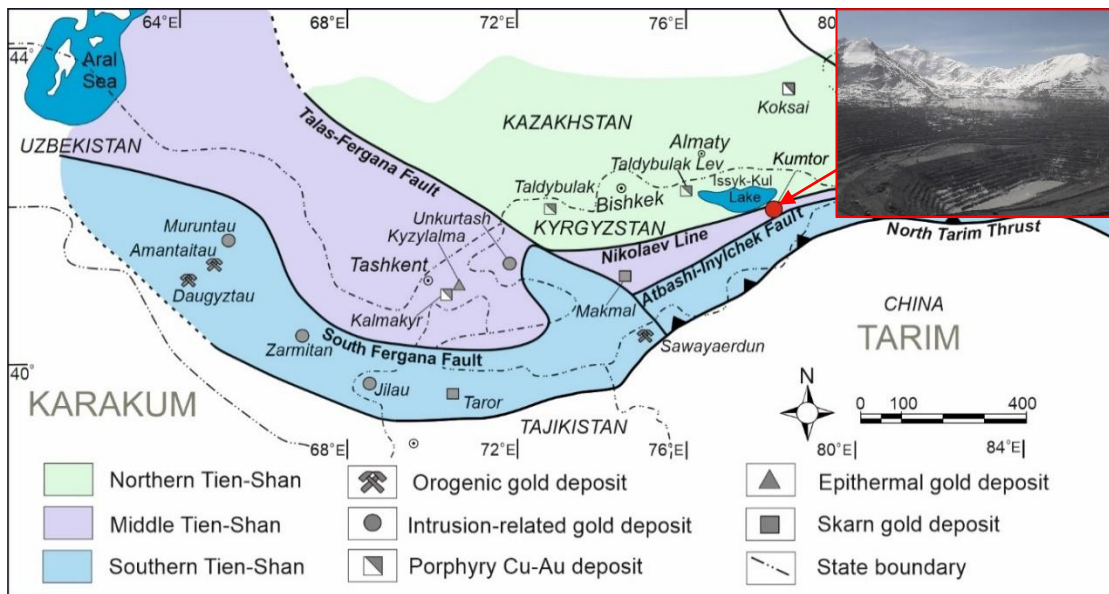 64°E
68°E
72°E
76°E
80
44°
Aral
Sea
Koksai
KAZAKHSTAN
UZBEKISTAN
Talas-Fergana Fault
Almaty
Taldybulak Lev
Kumtor
Issyk-Kul
Lake
Taldybulak
Bishkek
Unkurtash
KYRGYZSTAN
Muruntau
Kyzylalma
Nikolaev Line
Atbashi-Inylchek Fault
North Tarim Thrust
Amantaitau
Tashkent
Daugyztau
Makmal
CHINA
Kalmakyr
South Fergana Fault
Zarmitan
Sawayaerdun
TARIM
40°
Jilau
Taror
KARAKUM
N
0 100 400
TAJIKISTAN
68°E
72°E
76°E
80°E
84°E
Northern Tien-Shan
Orogenic gold deposit
Epithermal gold deposit
Middle Tien-Shan
Intrusion-related gold deposit
Skarn gold deposit
Southern Tien-Shan
Porphyry Cu-Au deposit
State boundary